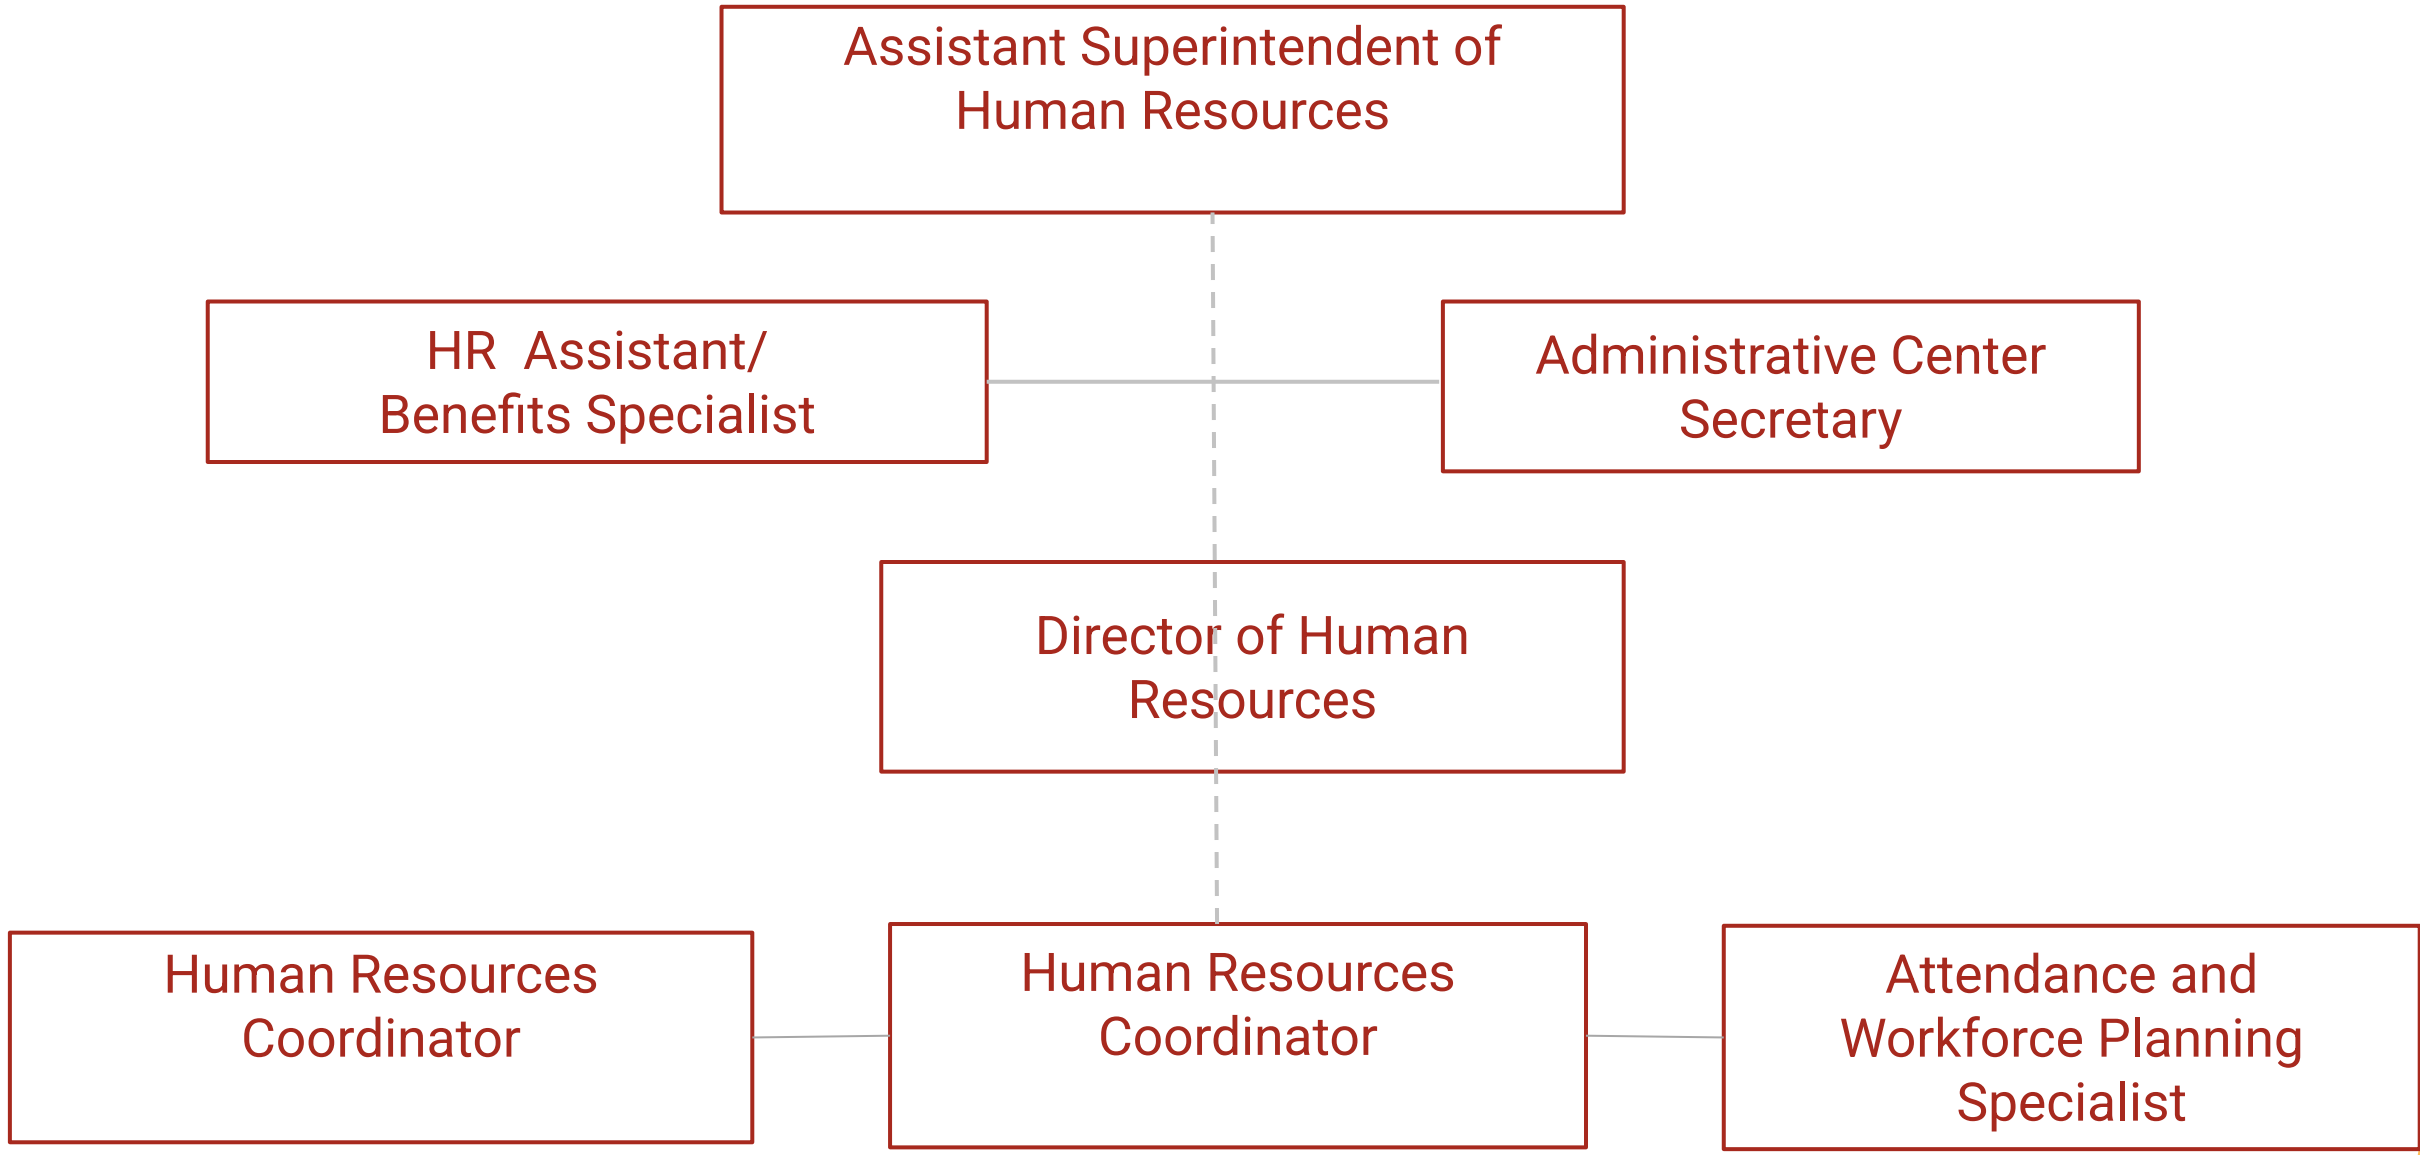 Assistant Superintendent of
Human Resources
HR  Assistant/
Benefits Specialist
Administrative Center
Secretary
Director of Human
Resources
Human Resources
Coordinator
Human Resources
Coordinator
Attendance and
Workforce Planning
Specialist